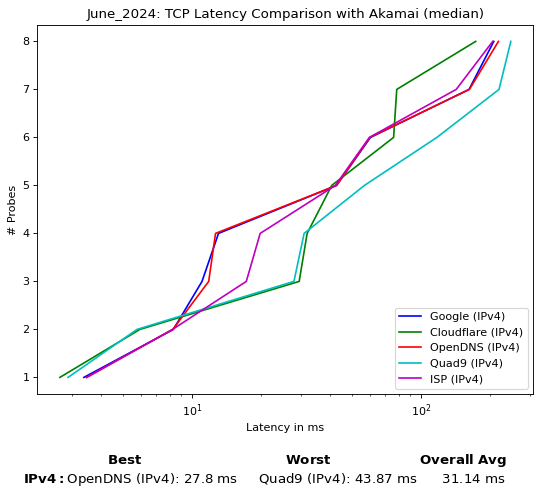 June_2024: TCP Latency Comparison with Akamai (median)
8
7
6
5
4
3
2
1
# Probes
10¹
10²
Latency in ms
Google (IPv4)
Cloudflare (IPv4)
OpenDNS (IPv4)
Quad9 (IPv4)
ISP (IPv4)
Best Worst Overall Avg
IPv4: OpenDNS (IPv4): 27.8 ms Quad9 (IPv4): 43.87 ms 31.14 ms